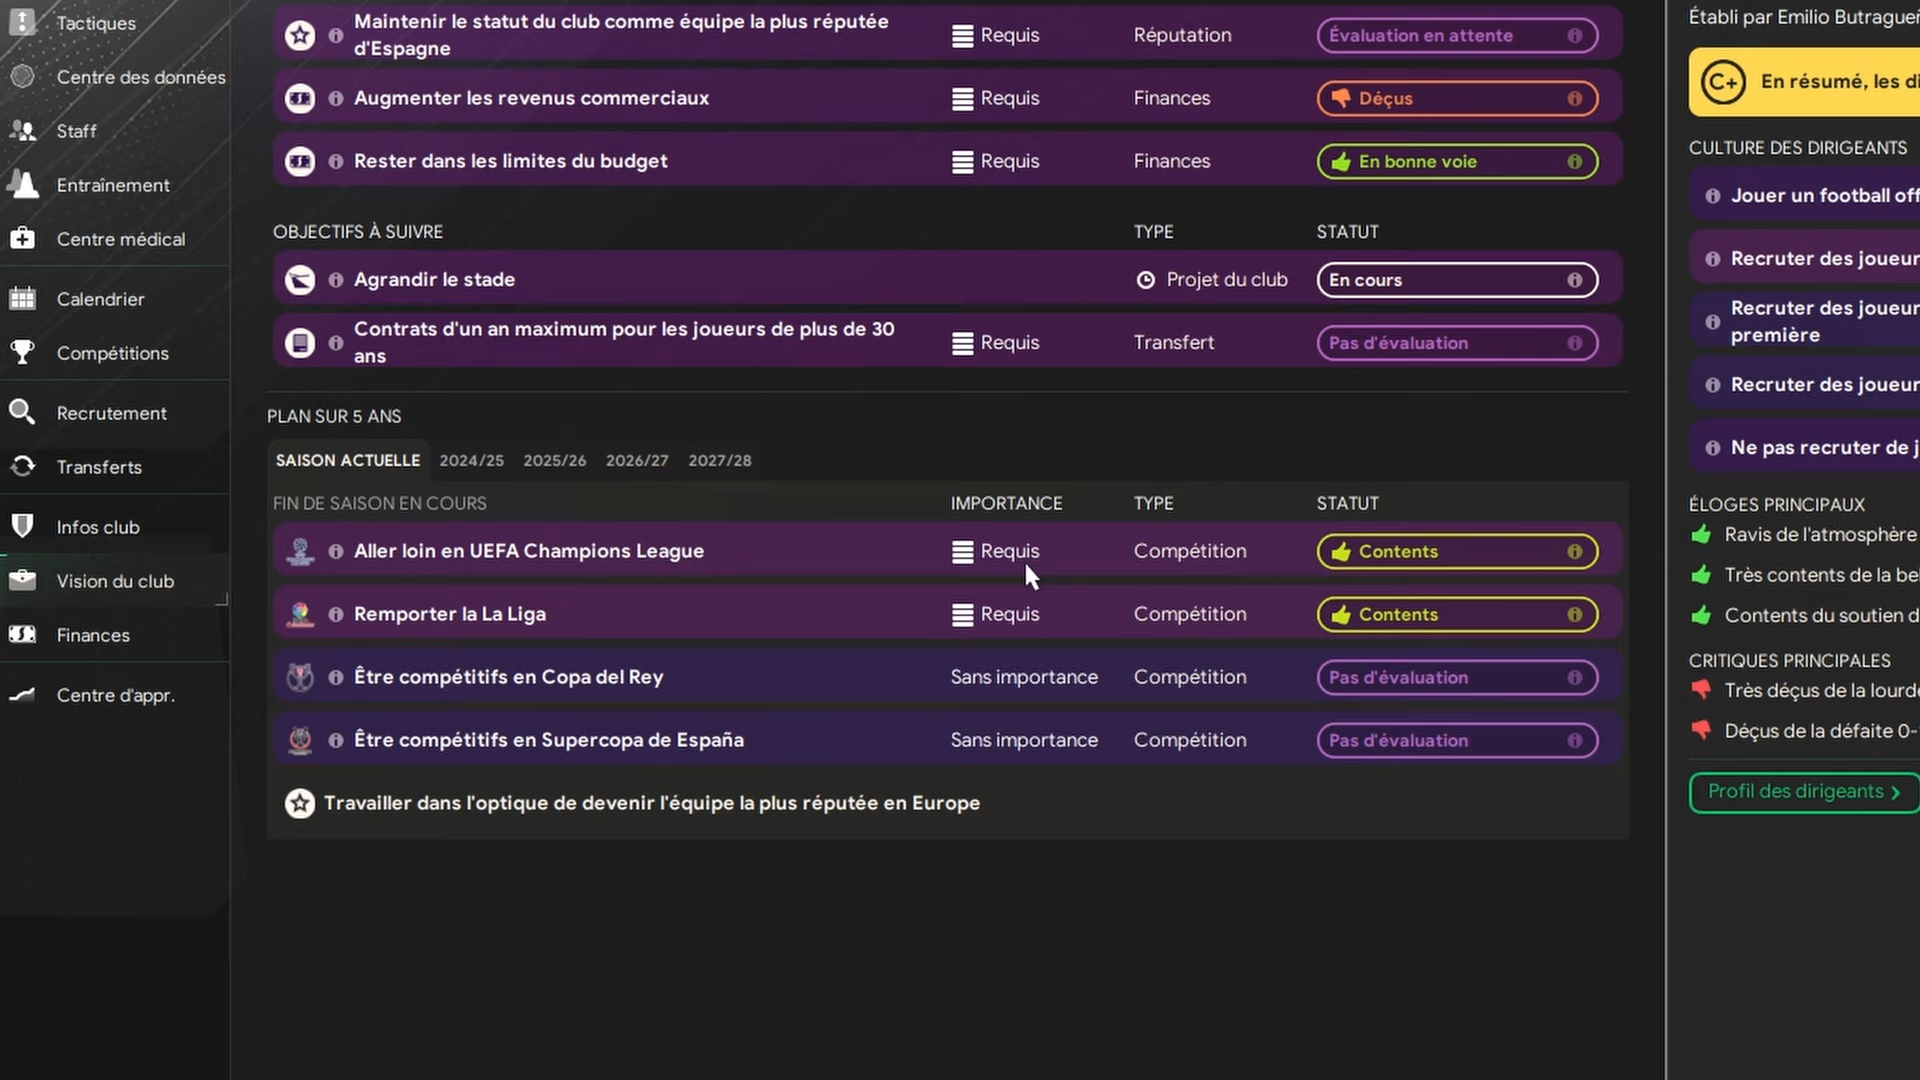 Tactiques
Centre des données
Staff
Entraînement
Centre médical
Calendrier
Compétitions
Recrutement
Transferts
Infos club
Vision du club
Finances
Centre d'appr.
Maintenir le statut du club comme équipe la plus réputée
d'Espagne
Requis
Réputation
Évaluation en attente
Augmenter les revenus commerciaux
Requis
Finances
Déçus
Rester dans les limites du budget
Requis
Finances
En bonne voie
OBJECTIFS À SUIVRE
TYPE
STATUT
Agrandir le stade
Projet du club
En cours
Contrats d'un an maximum pour les joueurs de plus de 30
ans
Requis
Transfert
Pas d'évaluation
PLAN SUR 5 ANS
SAISON ACTUELLE
2024/25
2025/26
2026/27
2027/28
FIN DE SAISON EN COURS
IMPORTANCE
TYPE
STATUT
Aller loin en UEFA Champions League
Requis
Compétition
Contents
Remporter la La Liga
Requis
Compétition
Contents
Être compétitifs en Copa del Rey
Sans importance
Compétition
Pas d'évaluation
Être compétitifs en Supercopa de España
Sans importance
Compétition
Pas d'évaluation
Travailler dans l'optique de devenir l'équipe la plus réputée en Europe
Établi par Emilio
C+
En résumé, les
CULTURE DES DIRIGEANTS
Jouer un football
Recruter des
Recruter des
première
Recruter des
Ne pas recruter de
ÉLOGES PRINCIPAUX
Ravis de l'atmosphère
Très contents de la
Contents du soutien
CRITIQUES PRINCIPALES
Très déçus de la
Déçus de la défaite 0-
Profil des dirigeants